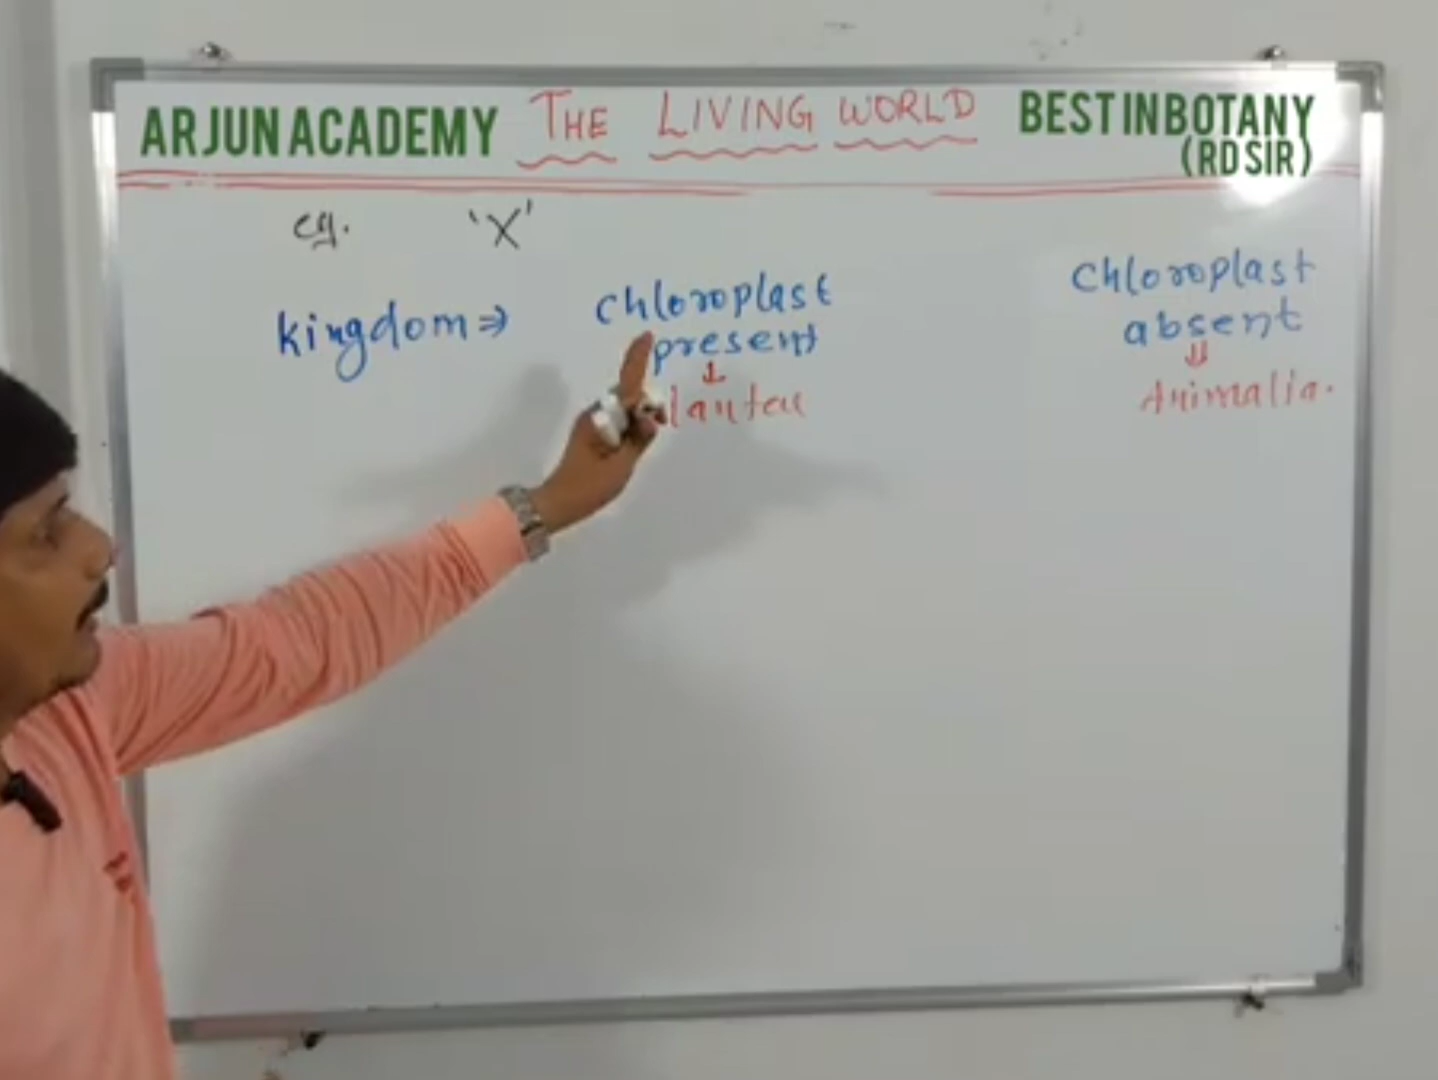 ARJUN ACADEMY THE LIVING WORLD BEST IN BOTANY
(RD SIR)
eg. 'X'
kingdom ⇒ Chloroplast present ↓
Chloroplast absent ⇓
Animalia.